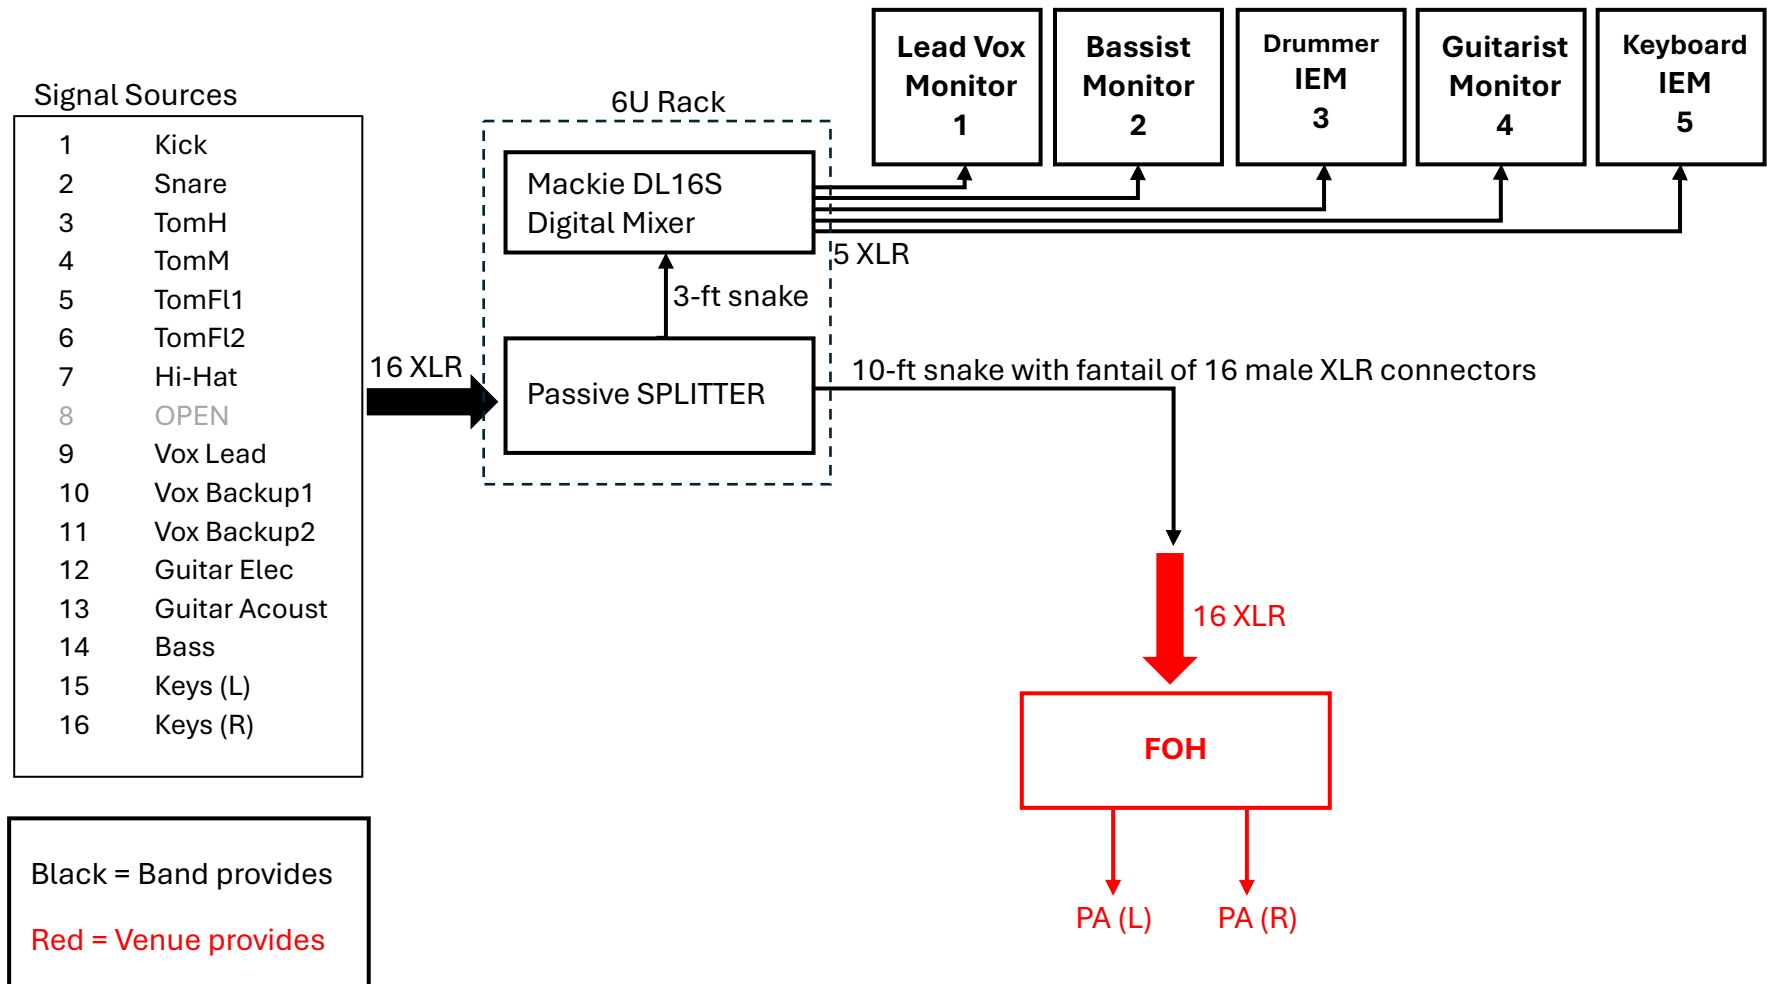 Signal Sources
1 Kick
2 Snare
3 TomH
4 TomM
5 TomFl1
6 TomFl2
7 Hi-Hat
8 OPEN
9 Vox Lead
10 Vox Backup1
11 Vox Backup2
12 Guitar Elec
13 Guitar Acoust
14 Bass
15 Keys (L)
16 Keys (R)
16 XLR
6U Rack
Mackie DL16S
Digital Mixer
3-ft snake
Passive SPLITTER
5 XLR
Lead Vox
Monitor
1
Bassist
Monitor
2
Drummer
IEM
3
Guitarist
Monitor
4
Keyboard
IEM
5
10-ft snake with fantail of 16 male XLR connectors
16 XLR
FOH
PA (L)
PA (R)
Black = Band provides
Red = Venue provides